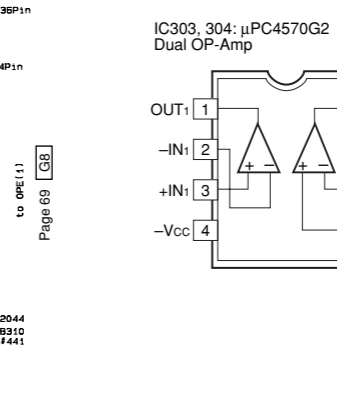 36Pin
4Pin
IC303, 304: μPC4570G2
Dual OP-Amp
OUT1 1
–IN1 2
+IN1 3
–VCC 4
+ –
+ –
to OPE(1)
Page 69 G8
2044
B310
#441